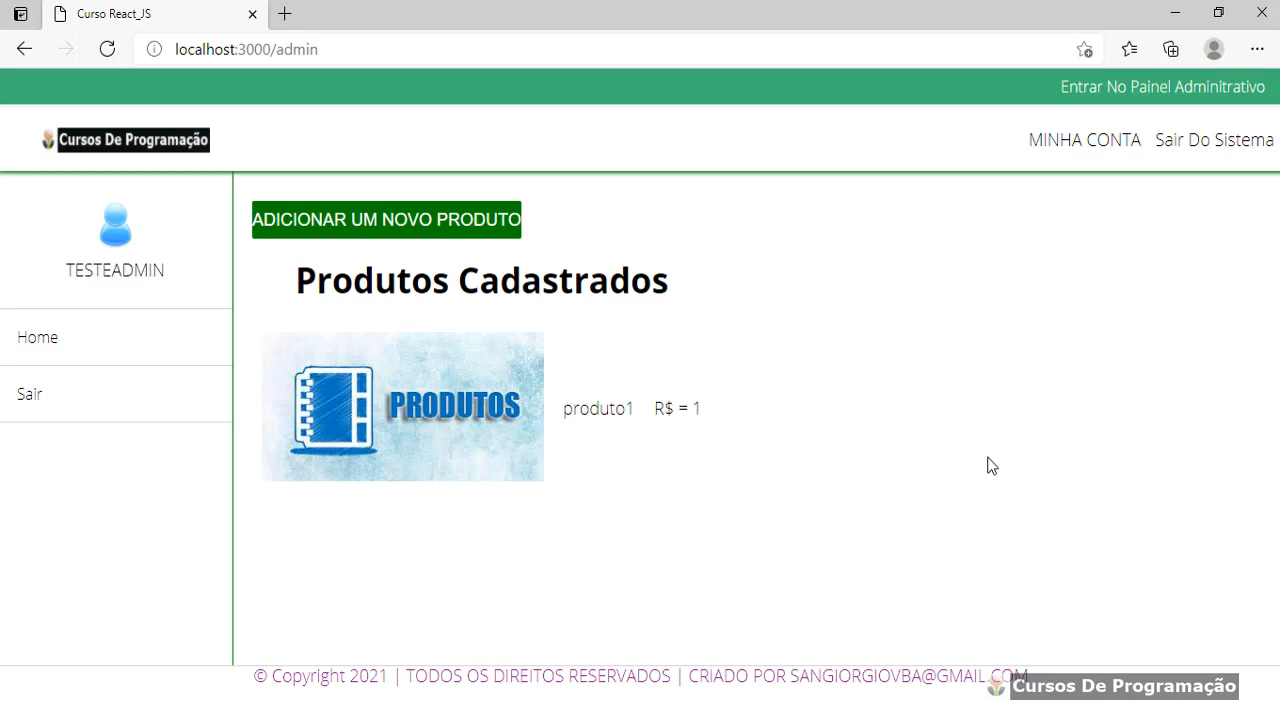 Curso React_JS
localhost:3000/admin
Entrar No Painel Adminitrativo
Cursos De Programação
MINHA CONTA Sair Do Sistema
TESTEADMIN
Home
Sair
ADICIONAR UM NOVO PRODUTO
Produtos Cadastrados
PRODUTOS
produto1 R$ = 1
© Copyright 2021 | TODOS OS DIREITOS RESERVADOS | CRIADO POR SANGIORGIOVBA@GMAIL.COM
Cursos De Programação